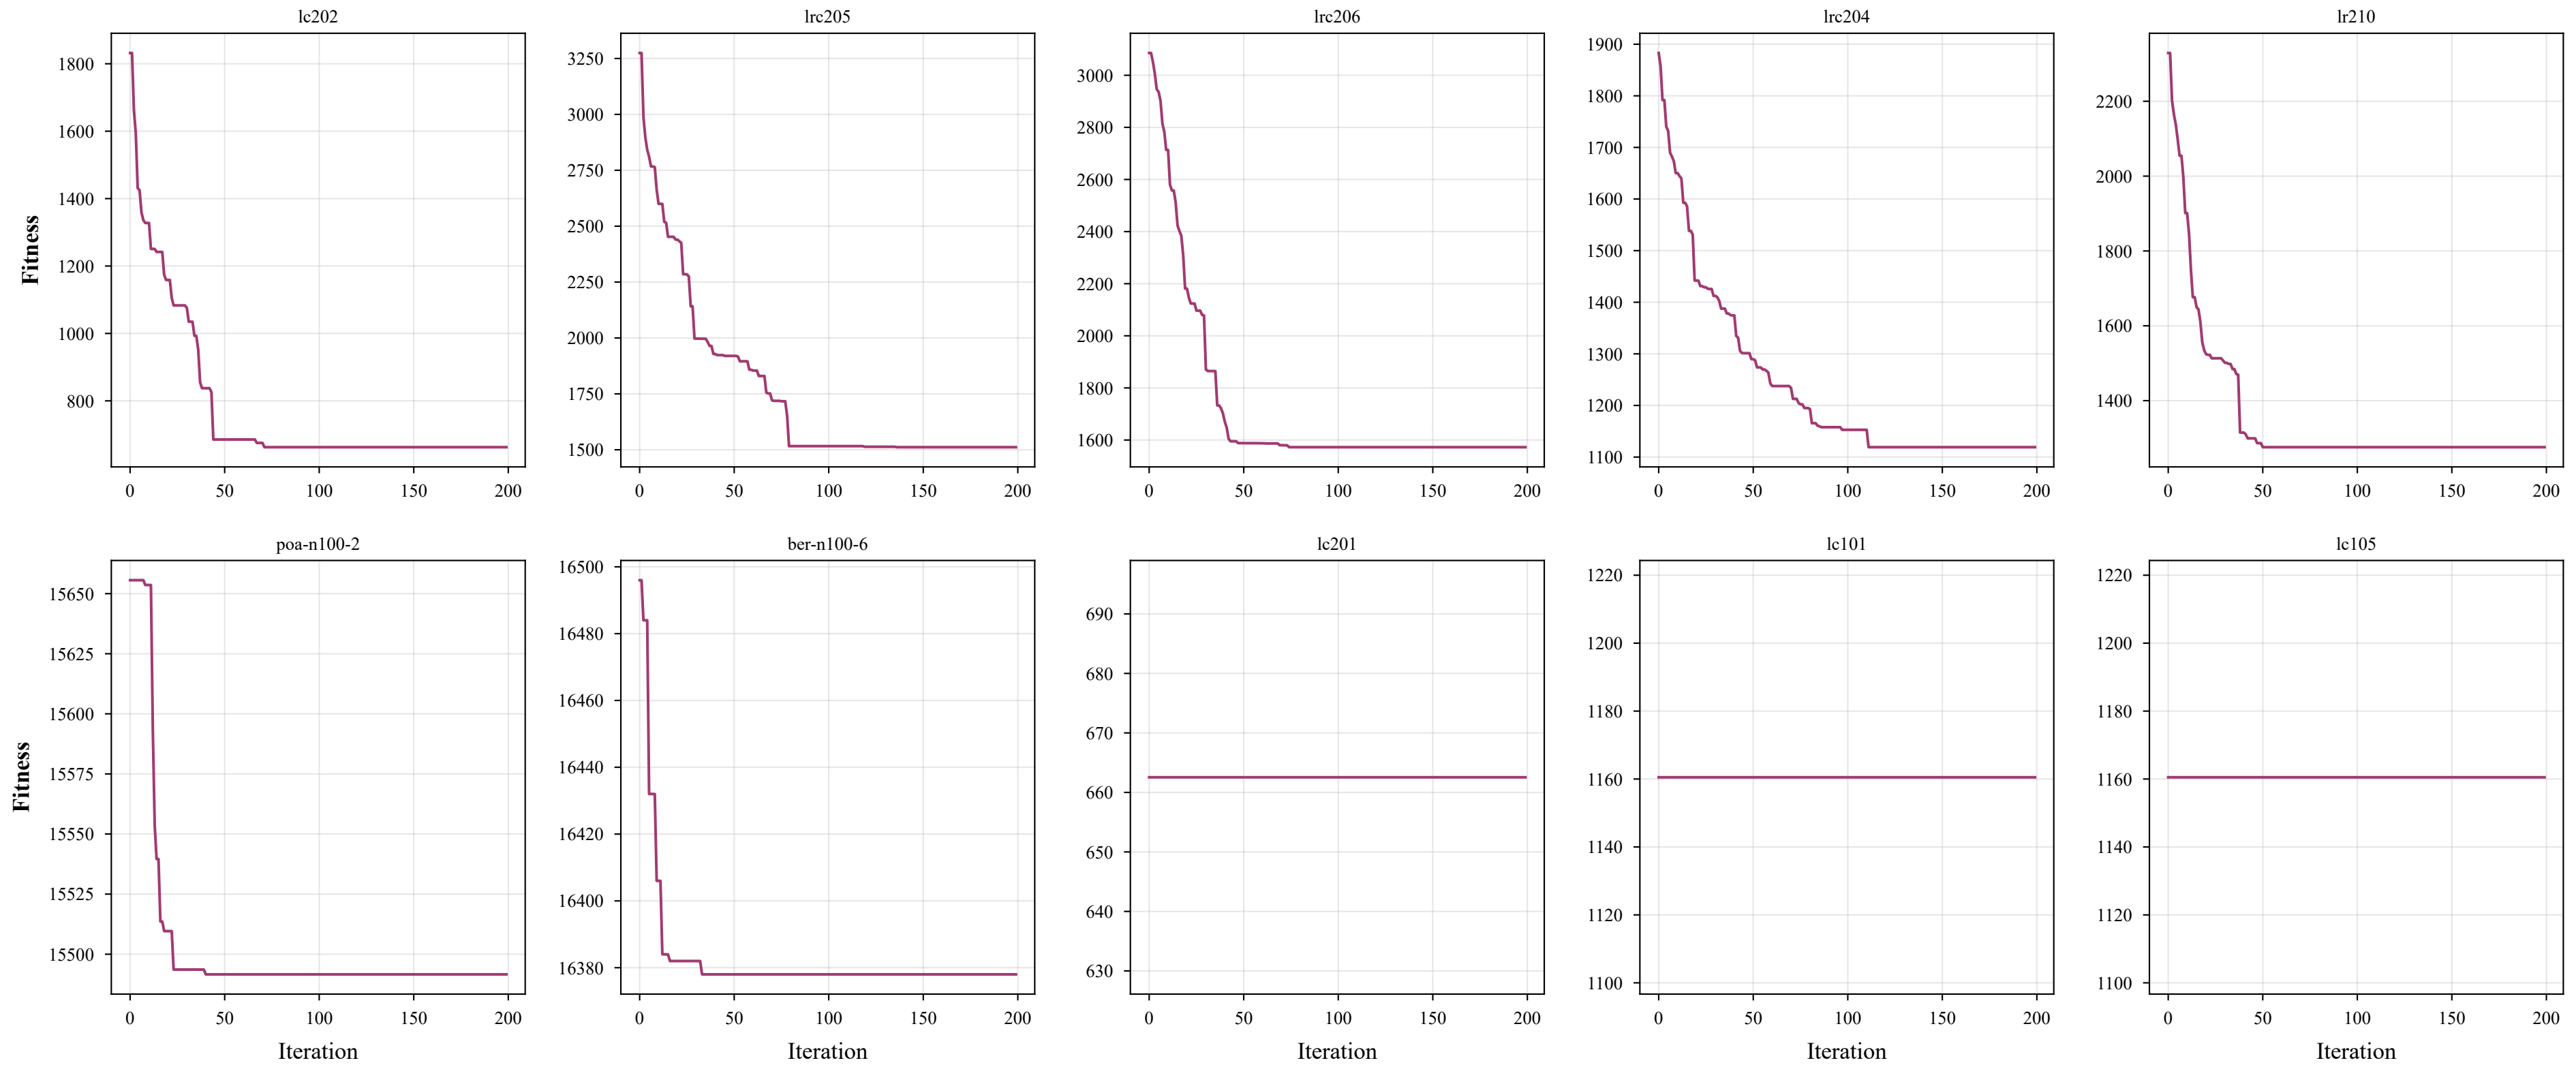 lc202
lrc205
lrc206
lrc204
lr210
Fitness
1800
1600
1400
1200
1000
800
0 50 100 150 200
3250
3000
2750
2500
2250
2000
1750
1500
0 50 100 150 200
3000
2800
2600
2400
2200
2000
1800
1600
0 50 100 150 200
1900
1800
1700
1600
1500
1400
1300
1200
1100
0 50 100 150 200
2200
2000
1800
1600
1400
0 50 100 150 200
poa-n100-2
ber-n100-6
lc201
lc101
lc105
Fitness
15650
15625
15600
15575
15550
15525
15500
0 50 100 150 200
Iteration
16500
16480
16460
16440
16420
16400
16380
0 50 100 150 200
Iteration
690
680
670
660
650
640
630
0 50 100 150 200
Iteration
1220
1200
1180
1160
1140
1120
1100
0 50 100 150 200
Iteration
1220
1200
1180
1160
1140
1120
1100
0 50 100 150 200
Iteration